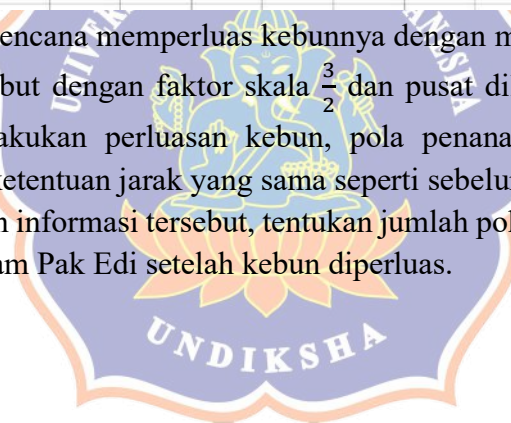 encana memperluas kebunnya dengan m
but dengan faktor skala 3/2 dan pusat di
akukan perluasan kebun, pola penana
ketentuan jarak yang sama seperti sebelu
n informasi tersebut, tentukan jumlah po
am Pak Edi setelah kebun diperluas.
UNDIKSHA